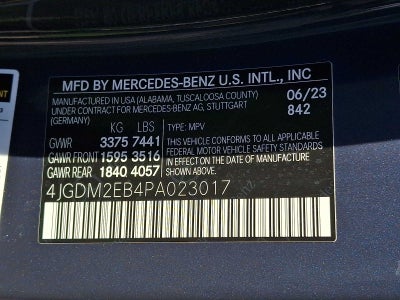 MFD BY MERCEDES-BENZ U.S. INTL., INC
MANUFACTURED IN USA (ALABAMA, TUSCALOOSA COUNTY) 06/23
UNDER CONTRACT FOR MERCEDES-BENZ AG, STUTTGART
(GERMANY) 842
KG LBS TYPE: MPV
GVWR 3375 7441
GAWR FRONT 1595 3516
GAWR REAR 1840 4057
THIS VEHICLE CONFORMS TO ALL APPLICABLE
FEDERAL MOTOR VEHICLE SAFETY AND THEFT
PREVENTION STANDARDS IN EFFECT ON THE
DATE OF MANUFACTURE SHOWN ABOVE.
4JGDM2EB4PA023017